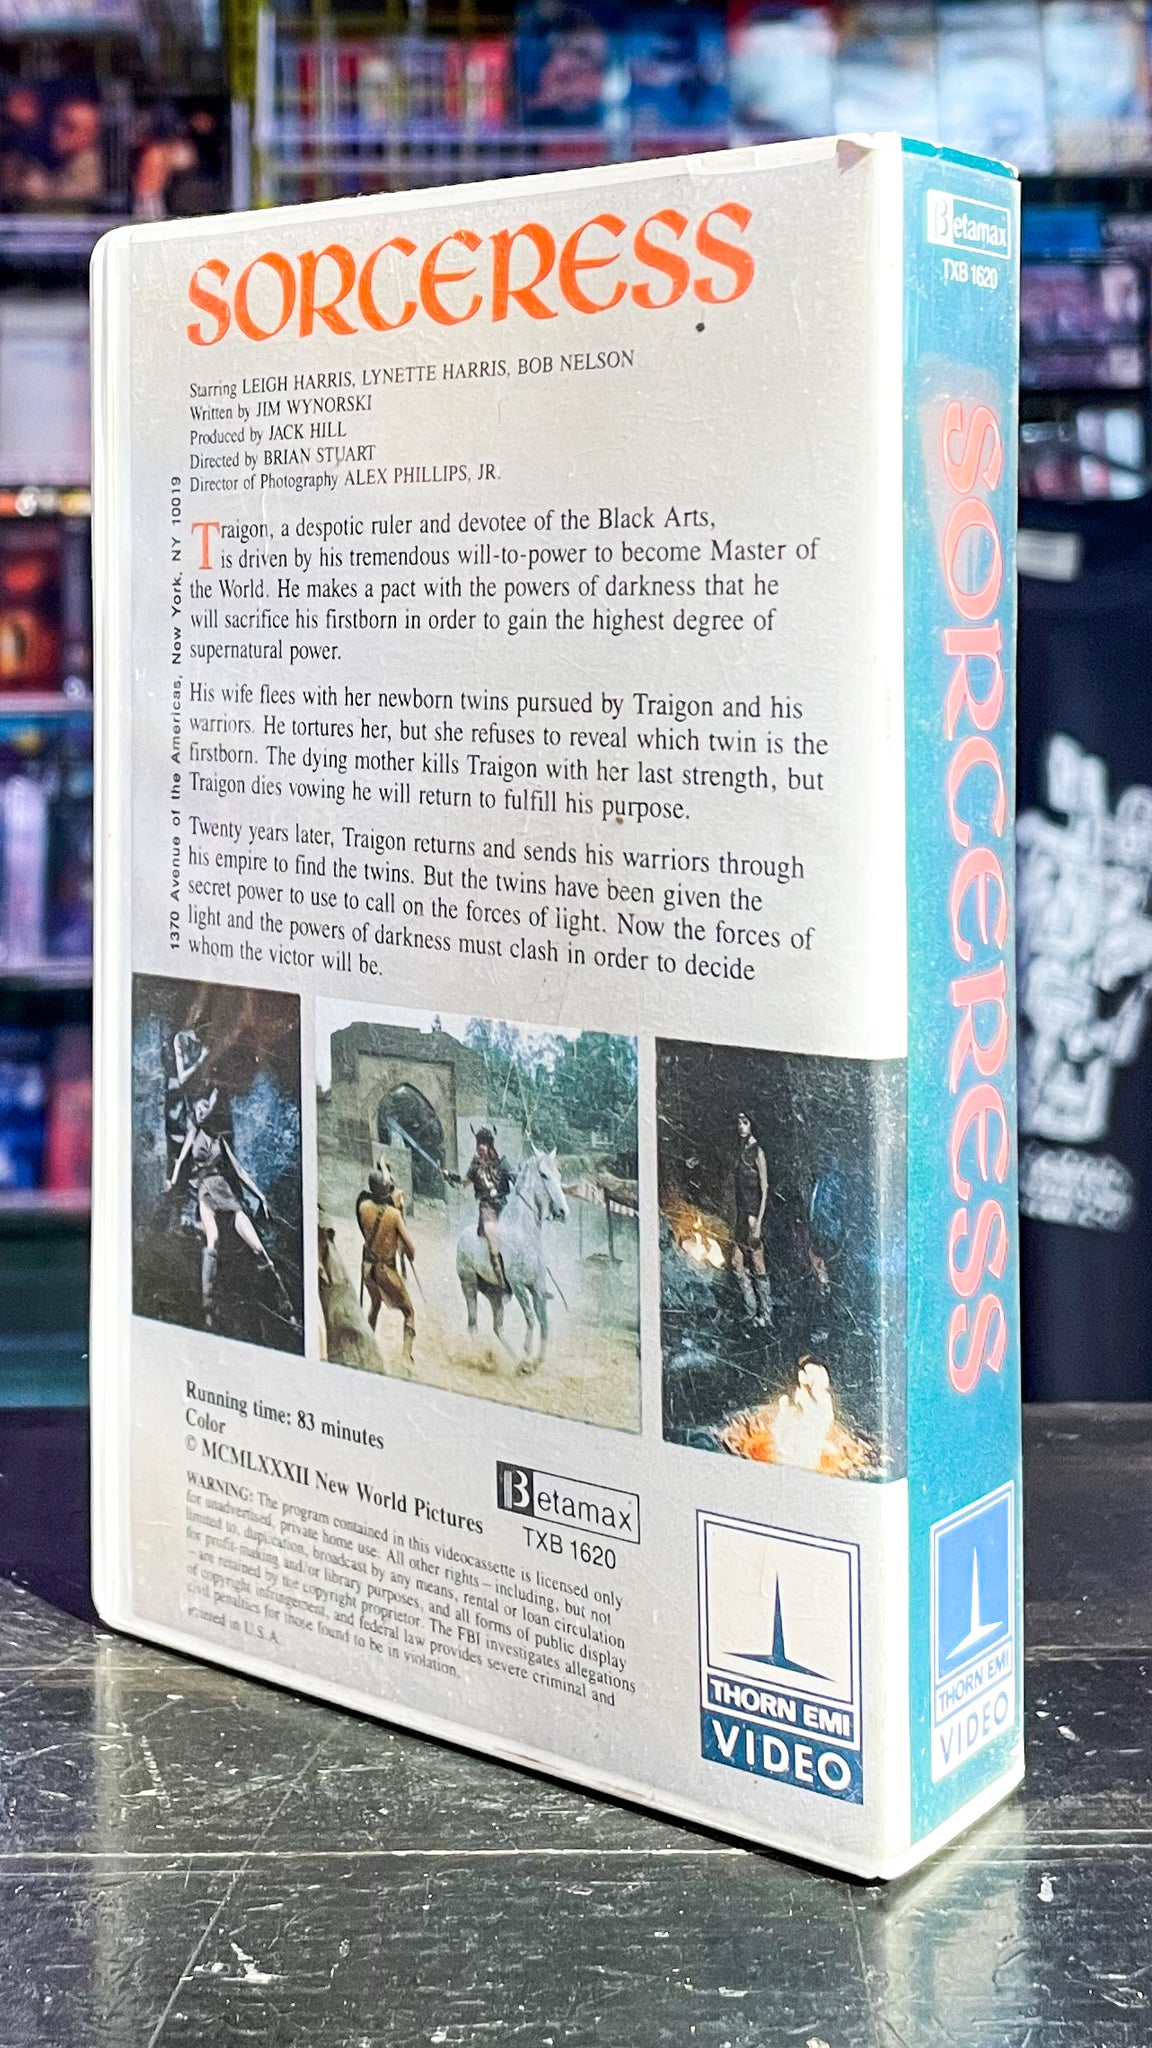 SORCERESS
Starring LEIGH HARRIS, LYNETTE HARRIS, BOB NELSON
Written by JIM WYNORSKI
Produced by JACK HILL
Directed by BRIAN STUART
Director of Photography ALEX PHILLIPS, JR.
1370 Avenue of the Americas, New York, NY 10019
Traigon, a despotic ruler and devotee of the Black Arts,
is driven by his tremendous will-to-power to become Master of
the World. He makes a pact with the powers of darkness that he
will sacrifice his firstborn in order to gain the highest degree of
supernatural power.
His wife flees with her newborn twins pursued by Traigon and his
warriors. He tortures her, but she refuses to reveal which twin is the
firstborn. The dying mother kills Traigon with her last strength, but
Traigon dies vowing he will return to fulfill his purpose.
Twenty years later, Traigon returns and sends his warriors through
his empire to find the twins. But the twins have been given the
secret power to use to call on the forces of light. Now the forces of
light and the powers of darkness must clash in order to decide
whom the victor will be.
Running time: 83 minutes
Color
© MCMLXXXII New World Pictures
WARNING: The program contained in this videocassette is licensed only
for unadvertised, private home use. All other rights – including, but not
limited to, duplication, broadcast by any means, rental or loan circulation
for profit-making and/or library purposes, and all forms of public display
– are retained by the copyright proprietor. The FBI investigates allegations
of copyright infringement, and federal law provides severe criminal and
civil penalties for those found to be in violation.
Printed in U.S.A.
Betamax
TXB 1620
THORN EMI
VIDEO
Betamax
TXB 1620
SORCERESS
THORN EMI
VIDEO